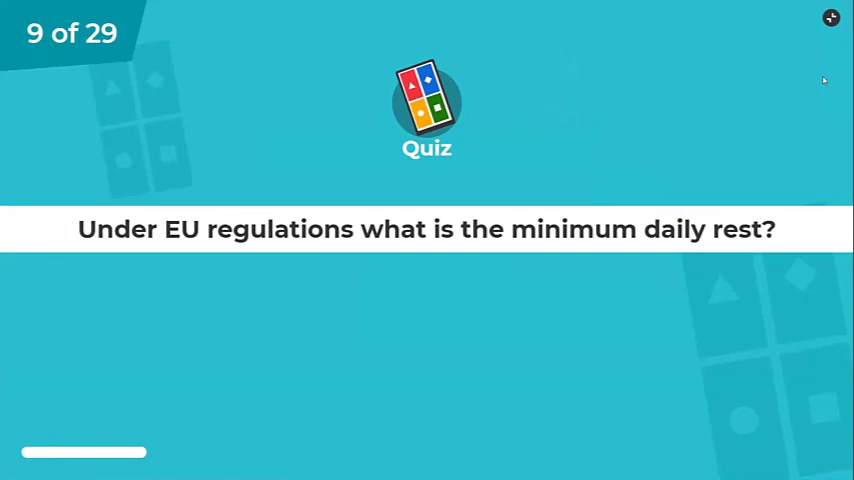 9 of 29
Quiz
Under EU regulations what is the minimum daily rest?